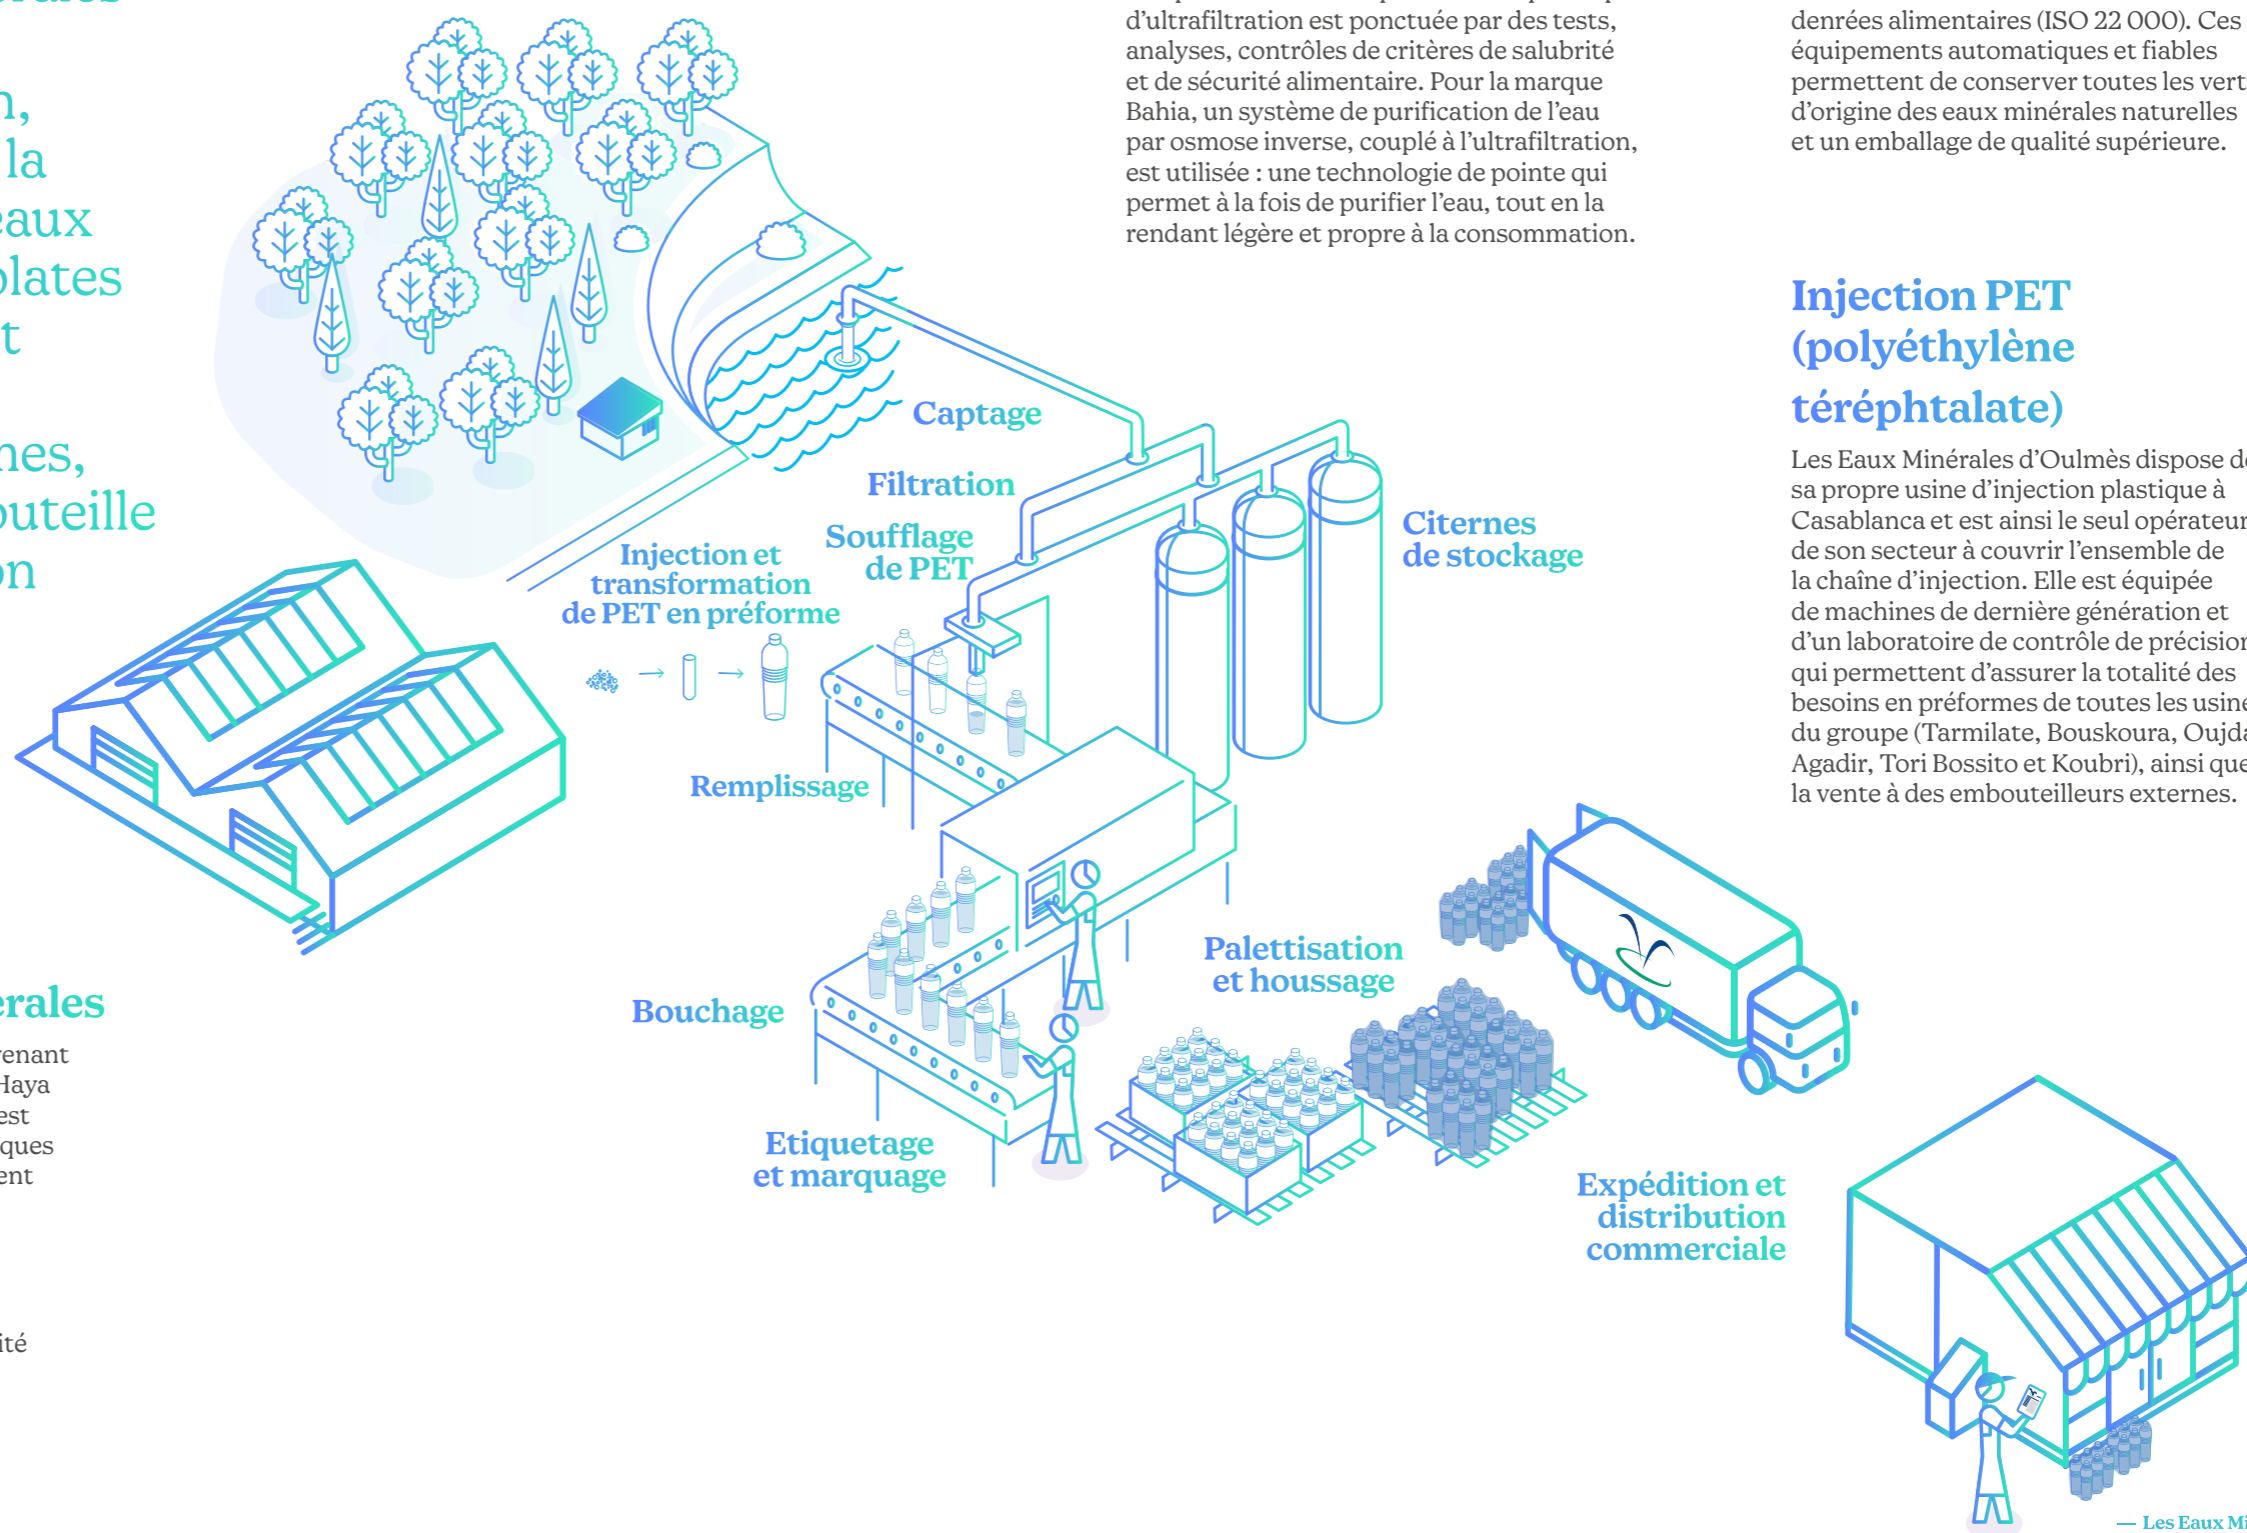 la
eaux
plates
bouteille
d'ultrafiltration est ponctuée par des tests,
analyses, contrôles de critères de salubrité
et de sécurité alimentaire. Pour la marque
Bahia, un système de purification de l'eau
par osmose inverse, couplé à l'ultrafiltration,
est utilisée : une technologie de pointe qui
permet à la fois de purifier l'eau, tout en la
rendant légère et propre à la consommation.
denrées alimentaires (ISO 22 000). Ces
équipements automatiques et fiables
permettent de conserver toutes les vert
d'origine des eaux minérales naturelles
et un emballage de qualité supérieure.
Injection PET
(polyéthylène
téréphtalate)
Les Eaux Minérales d'Oulmès dispose de
sa propre usine d'injection plastique à
Casablanca et est ainsi le seul opérateur
de son secteur à couvrir l'ensemble de
la chaîne d'injection. Elle est équipée
de machines de dernière génération et
d'un laboratoire de contrôle de précision
qui permettent d'assurer la totalité des
besoins en préformes de toutes les usine
du groupe (Tarmilate, Bouskoura, Oujda
Agadir, Tori Bossito et Koubri), ainsi que
la vente à des embouteilleurs externes.
Captage
Filtration
Soufflage
de PET
Injection et
transformation
de PET en préforme
Citernes
de stockage
Remplissage
Bouchage
Palettisation
et houssage
Etiquetage
et marquage
Expédition et
distribution
commerciale
erales
venant
Haya
est
ques
ent
ité
— Les Eaux Mi